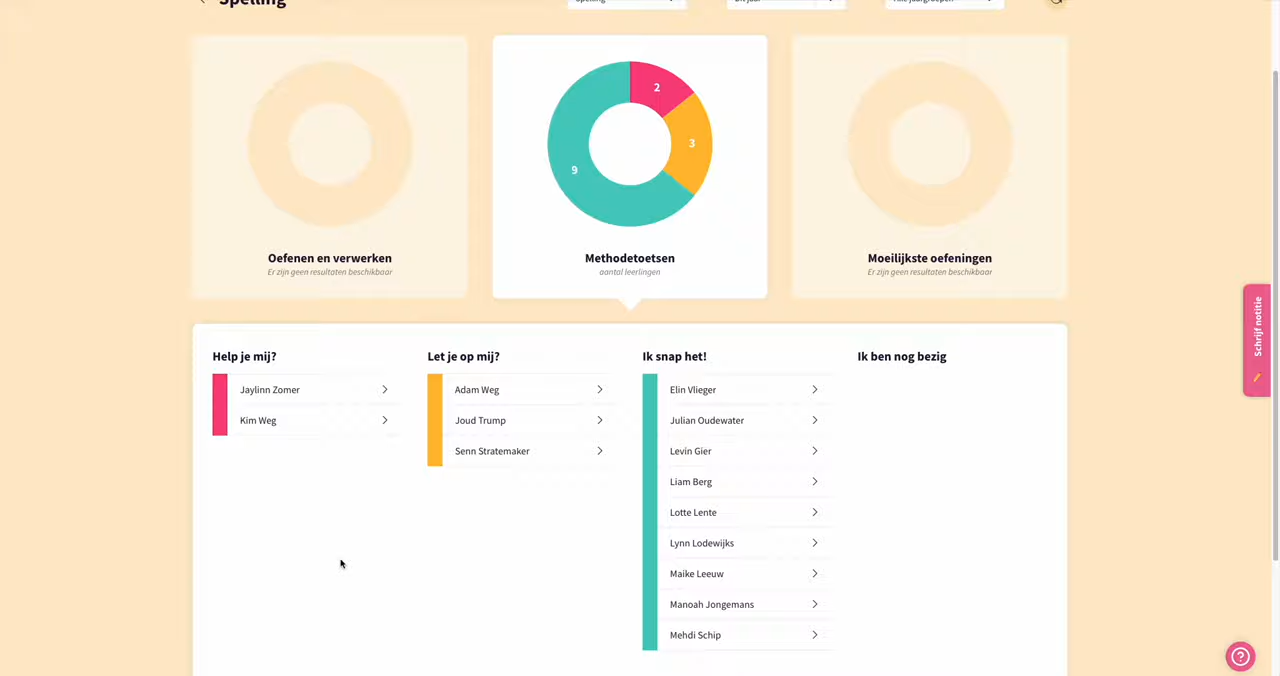 Spelling
2
3
9
Oefenen en verwerken
Er zijn geen resultaten beschikbaar
Methodetoetsen
aantal leerlingen
Moeilijkste oefeningen
Er zijn geen resultaten beschikbaar
Schrijf notitie
Help je mij?
Jaylinn Zomer
Kim Weg
Let je op mij?
Adam Weg
Joud Trump
Senn Stratemaker
Ik snap het!
Elin Vlieger
Julian Oudewater
Levin Gier
Liam Berg
Lotte Lente
Lynn Lodewijks
Maike Leeuw
Manoah Jongemans
Mehdi Schip
Ik ben nog bezig